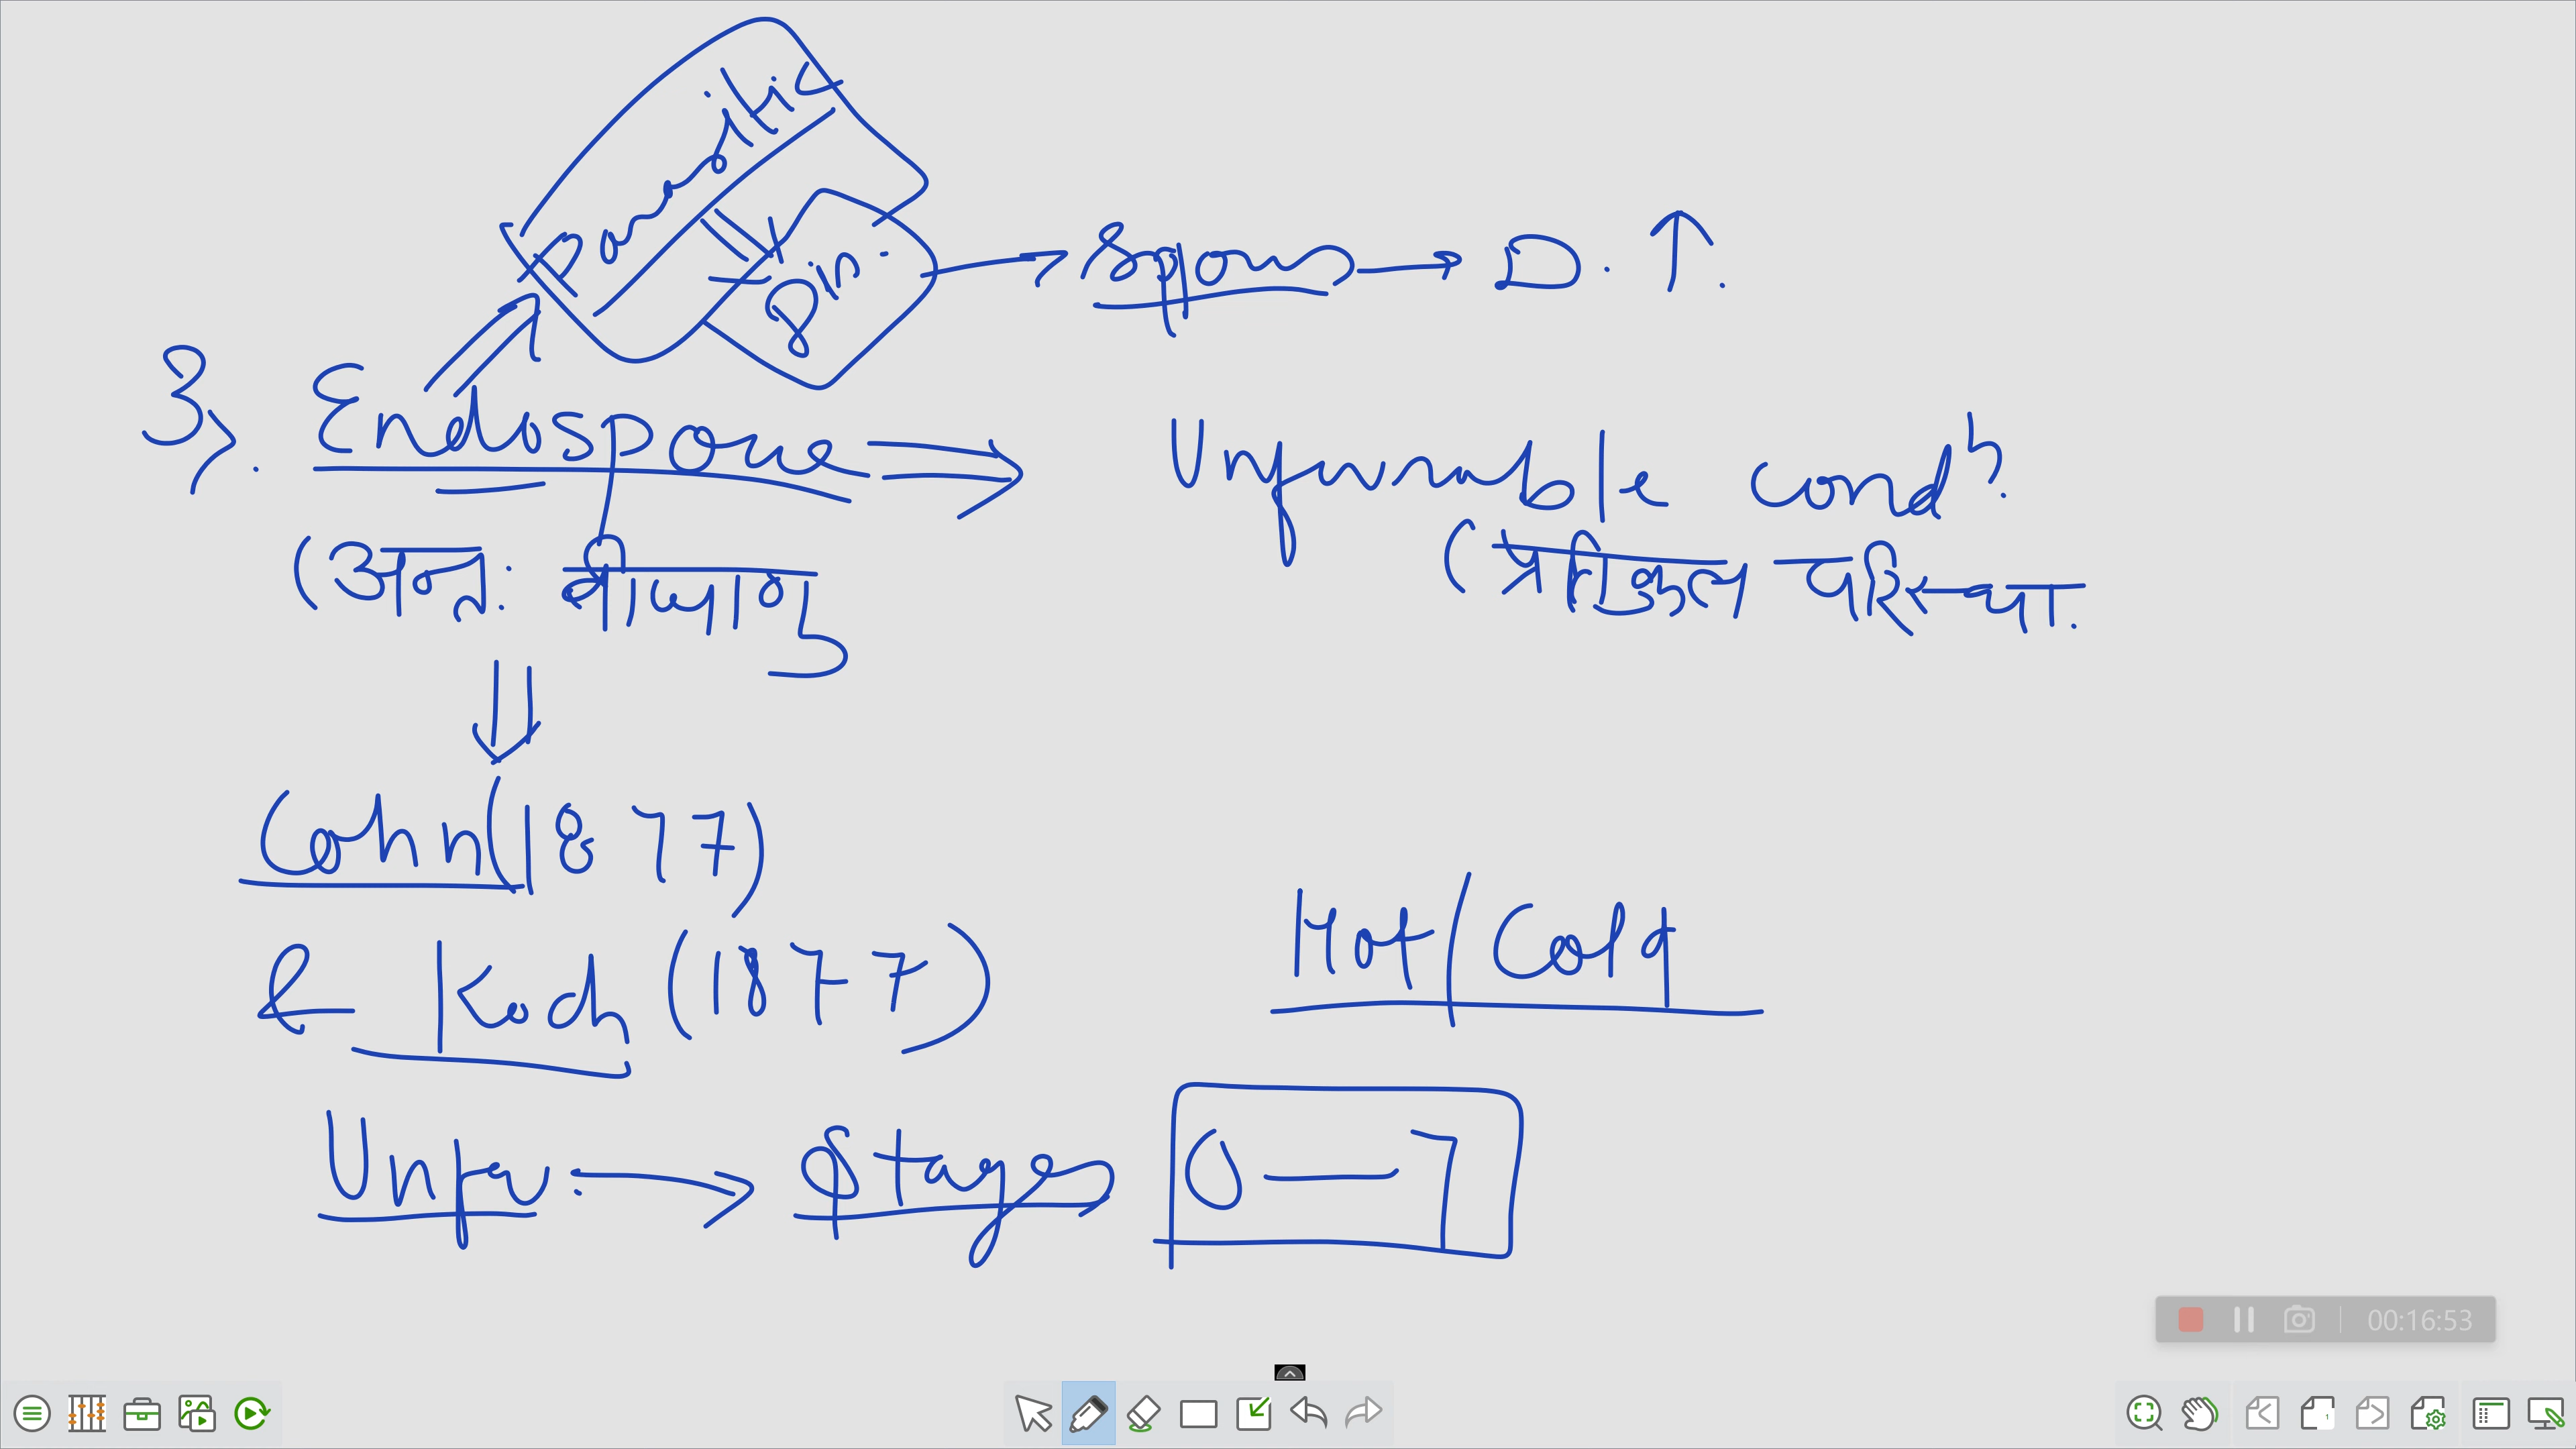 Parasitic
Dir. → Spores → D. ↑.
3). Endospore ⇒ Unfavourable condn.
(अन्त: बीजाणु (प्रतिकूल परिस्था.
⇓
Cohn (1877)
& Koch (1877)
Hot/Cold
Unfav. → Stages 0—7
00:16:53